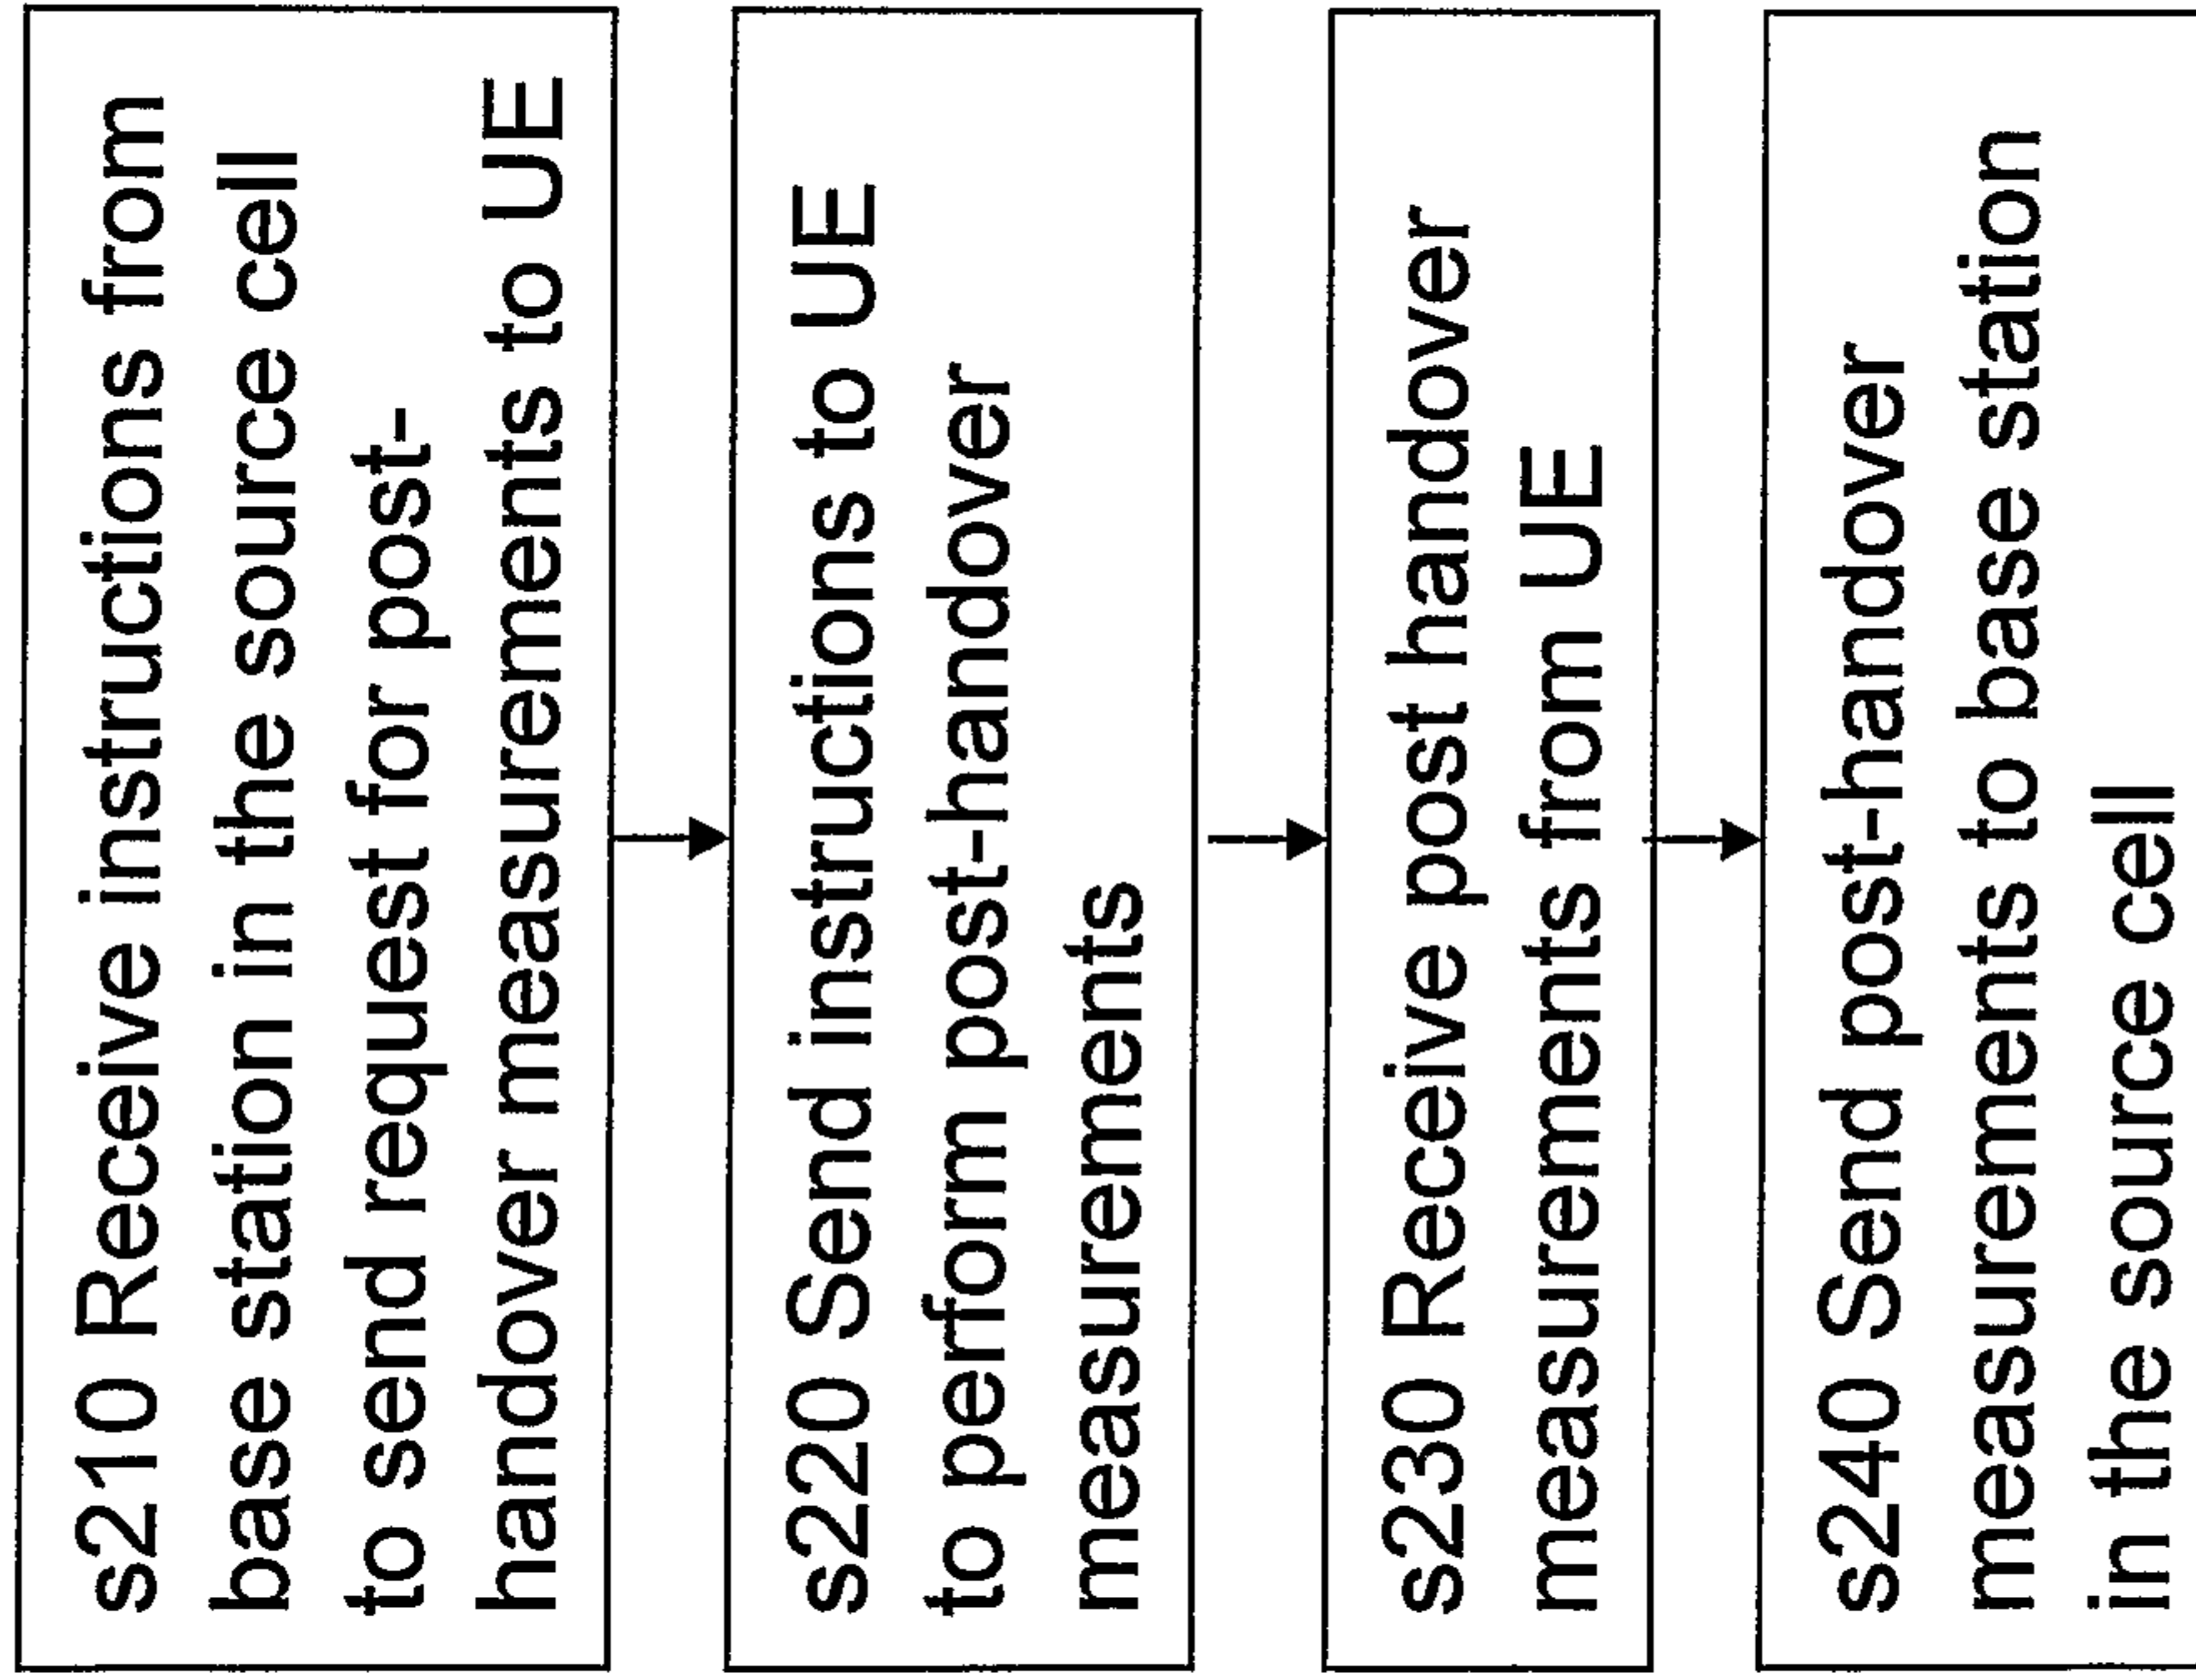 s210 Receive instructions from
base station in the source cell
to send request for post-
handover measurements to UE
s220 Send instructions to UE
to perform post-handover
measurements
s230 Receive post handover
measurements from UE
s240 Send post-handover
measurements to base station
in the source cell